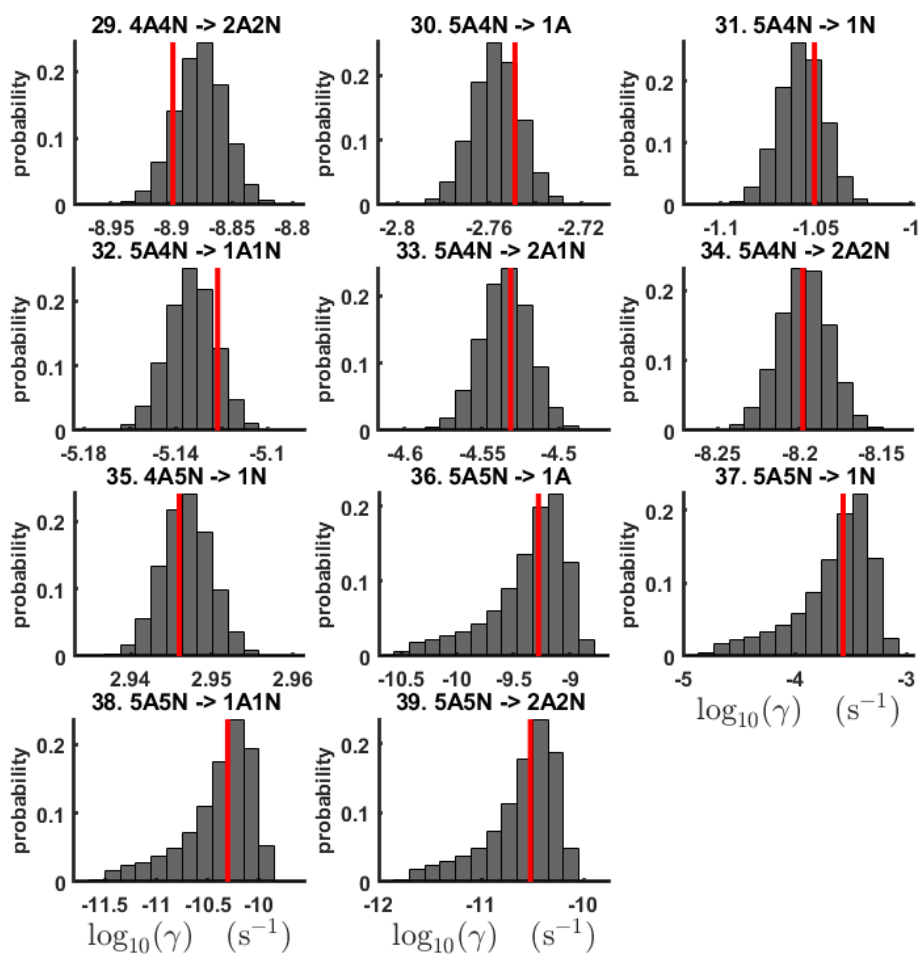 29. 4A4N -> 2A2N
probability
0.2
0.1
0
-8.95 -8.9 -8.85 -8.8
30. 5A4N -> 1A
probability
0.2
0.1
0
-2.8 -2.76 -2.72
31. 5A4N -> 1N
probability
0.2
0.1
0
-1.1 -1.05 -1
32. 5A4N -> 1A1N
probability
0.2
0.1
0
-5.18 -5.14 -5.1
33. 5A4N -> 2A1N
probability
0.2
0.1
0
-4.6 -4.55 -4.5
34. 5A4N -> 2A2N
probability
0.2
0.1
0
-8.25 -8.2 -8.15
35. 4A5N -> 1N
probability
0.2
0.1
0
2.94 2.95 2.96
36. 5A5N -> 1A
probability
0.2
0.1
0
-10.5 -10 -9.5 -9
37. 5A5N -> 1N
probability
0.2
0.1
0
-5 -4 -3
log₁₀(γ) (s⁻¹)
38. 5A5N -> 1A1N
probability
0.2
0.1
0
-11.5 -11 -10.5 -10
log₁₀(γ) (s⁻¹)
39. 5A5N -> 2A2N
probability
0.2
0.1
0
-12 -11 -10
log₁₀(γ) (s⁻¹)